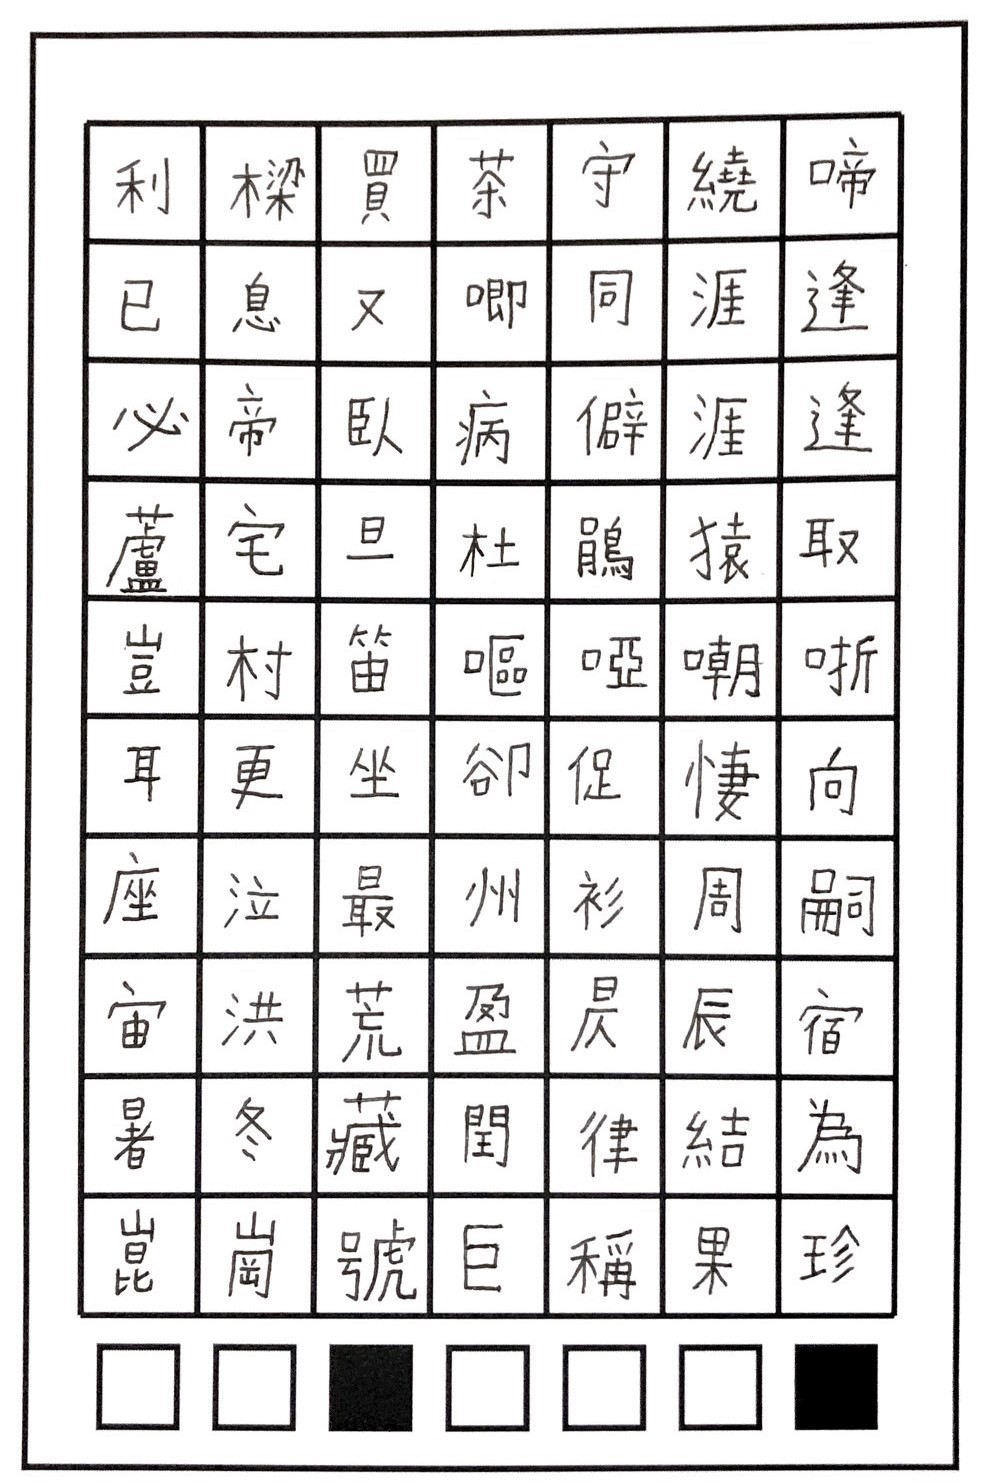 利樑買茶守繞啼
已息又唧同涯逢
必帝臥病僻涯逢
蘆宅旦杜鵑猿取
豈村笛嘔啞嘲哳
耳更坐卻促悽向
座泣最州衫周嗣
宙洪荒盈昃辰宿
暑冬藏閏律結為
崑崗號巨稱果珍